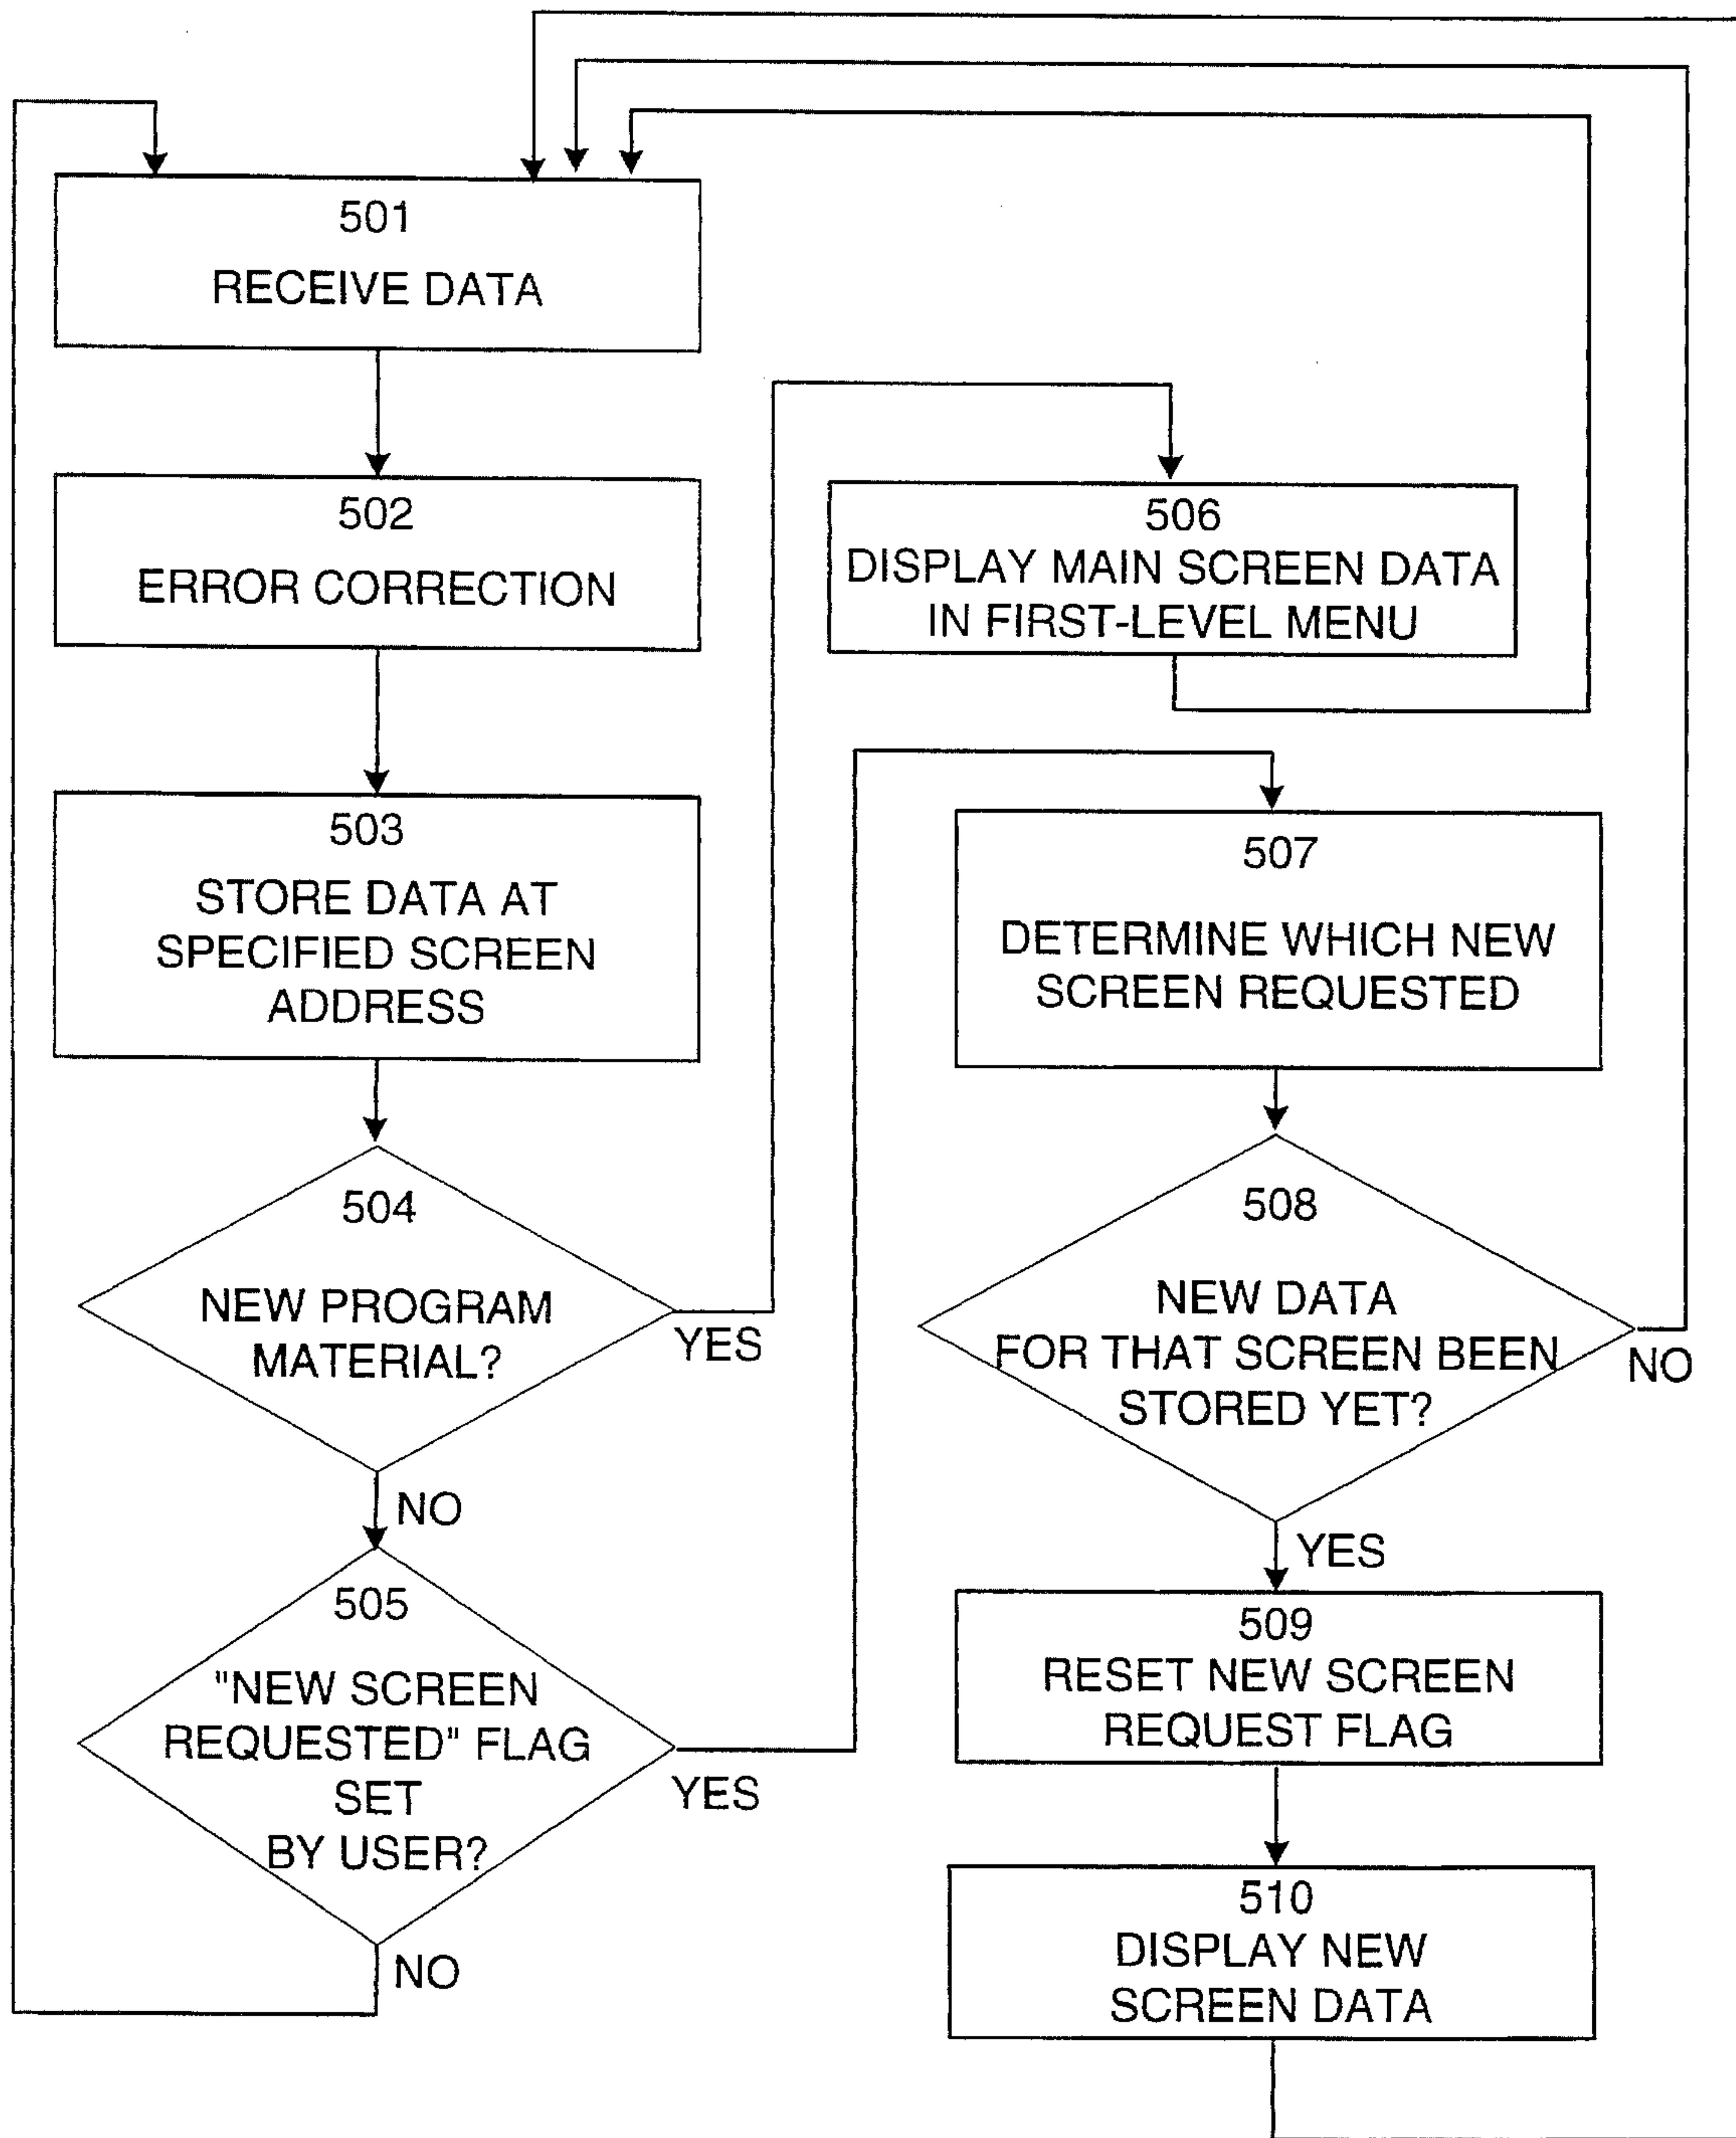 501
RECEIVE DATA
502
ERROR CORRECTION
503
STORE DATA AT
SPECIFIED SCREEN
ADDRESS
504
NEW PROGRAM
MATERIAL?
YES
NO
505
"NEW SCREEN
REQUESTED" FLAG
SET
BY USER?
YES
NO
506
DISPLAY MAIN SCREEN DATA
IN FIRST-LEVEL MENU
507
DETERMINE WHICH NEW
SCREEN REQUESTED
508
NEW DATA
FOR THAT SCREEN BEEN
STORED YET?
NO
YES
509
RESET NEW SCREEN
REQUEST FLAG
510
DISPLAY NEW
SCREEN DATA